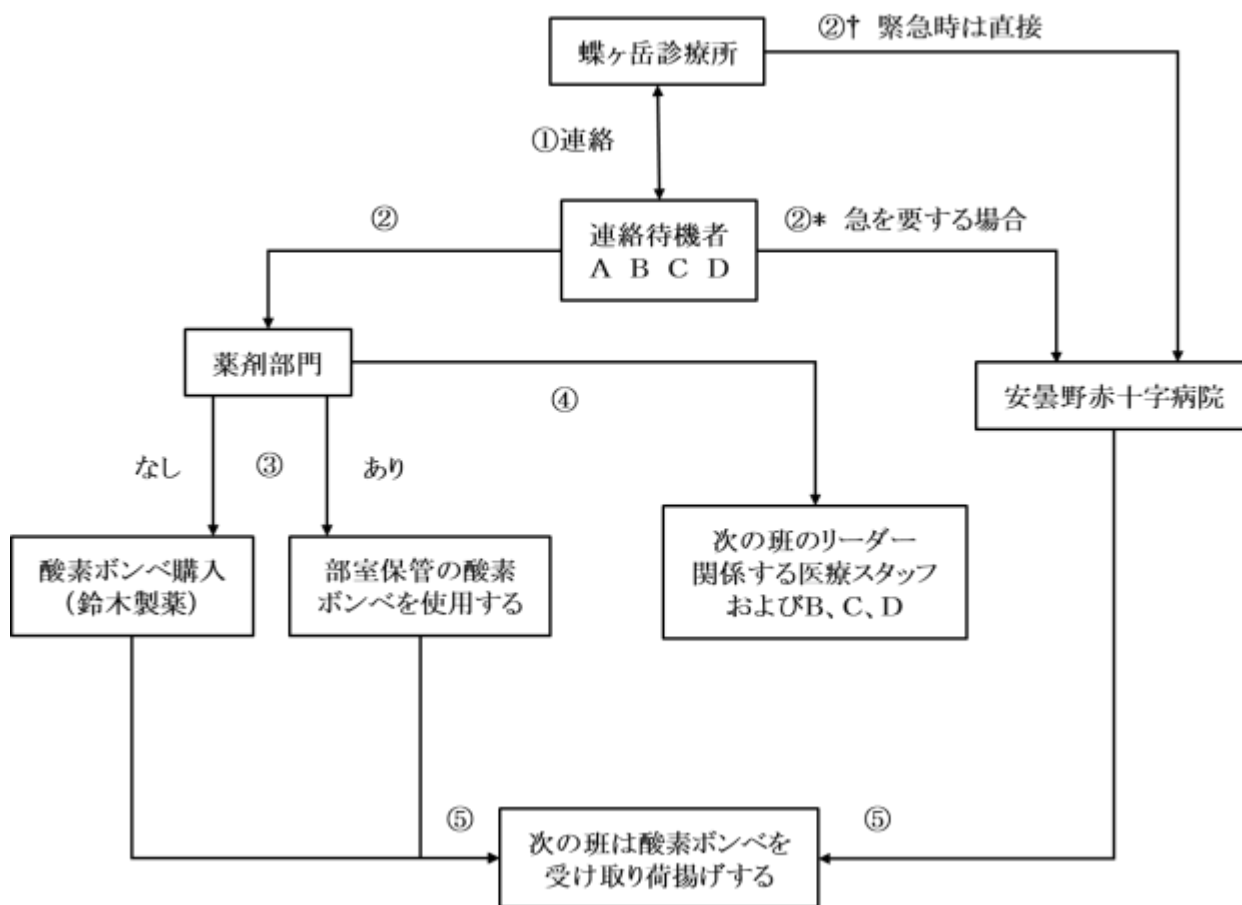 ②† 緊急時は直接
蝶ヶ岳診療所
①連絡
②
連絡待機者
A B C D
②* 急を要する場合
薬剤部門
④
安曇野赤十字病院
なし
③
あり
酸素ボンベ購入
(鈴木製薬)
部室保管の酸素
ボンベを使用する
次の班のリーダー
関係する医療スタッフ
およびB、C、D
⑤
⑤
次の班は酸素ボンベを
受け取り荷揚げする